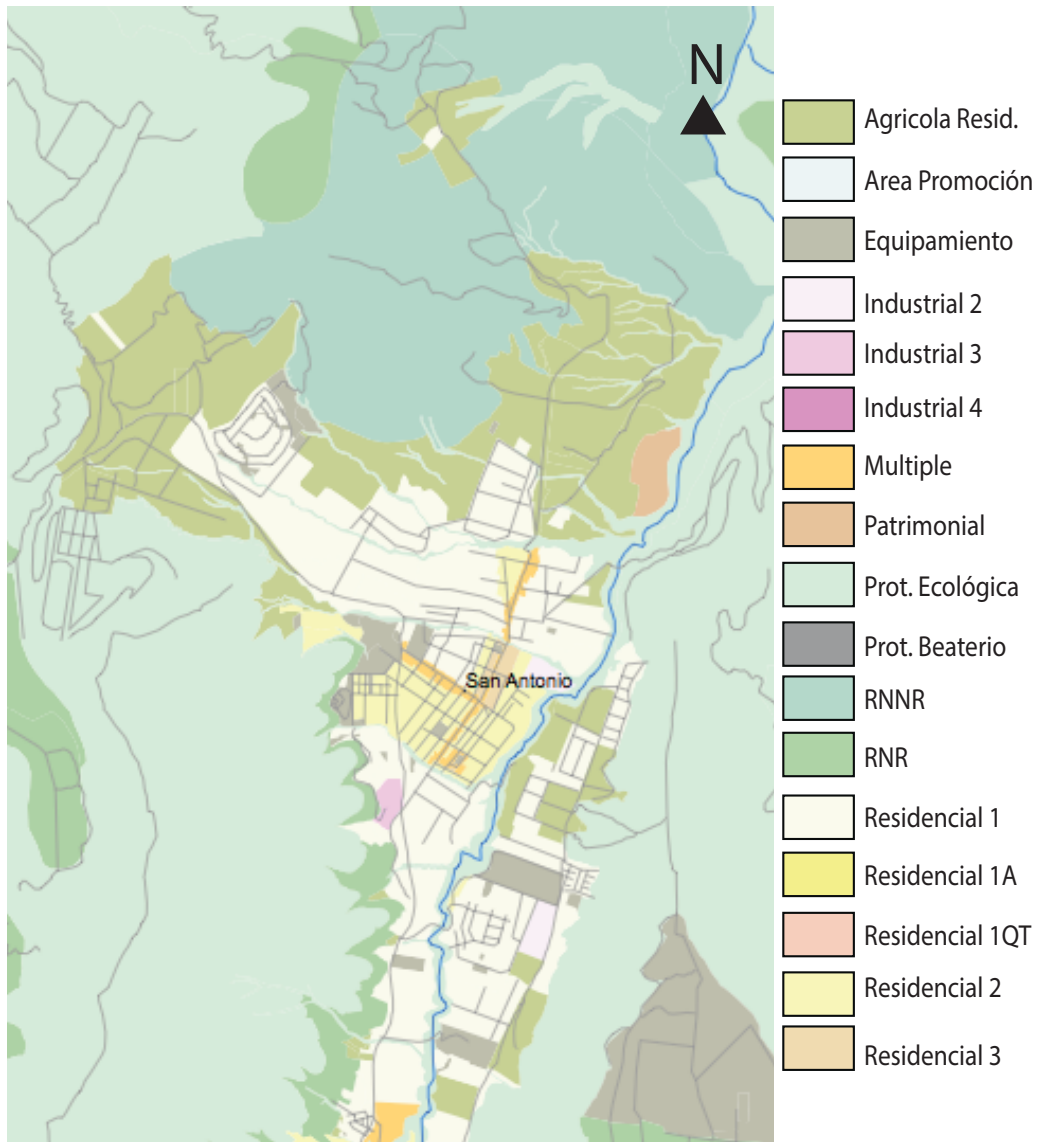 N
San Antonio
Agricola Resid.
Area Promoción
Equipamiento
Industrial 2
Industrial 3
Industrial 4
Multiple
Patrimonial
Prot. Ecológica
Prot. Beaterio
RNNR
RNR
Residencial 1
Residencial 1A
Residencial 1QT
Residencial 2
Residencial 3